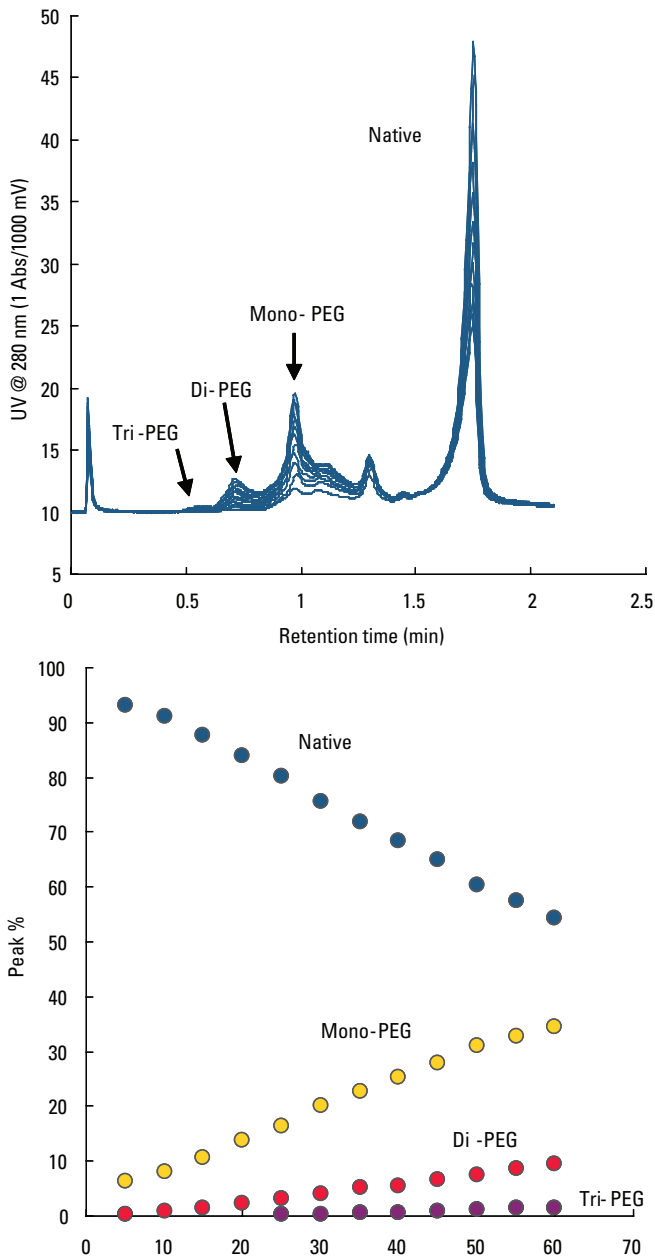 50
45
40
35
30
25
20
15
10
5
UV @ 280 nm (1 Abs/1000 mV)
Native
Mono- PEG
Di- PEG
Tri -PEG
0 0.5 1 1.5 2 2.5
Retention time (min)
100
90
80
70
60
50
40
30
20
10
0
Peak %
Native
Mono-PEG
Di -PEG
Tri- PEG
0 10 20 30 40 50 60 70